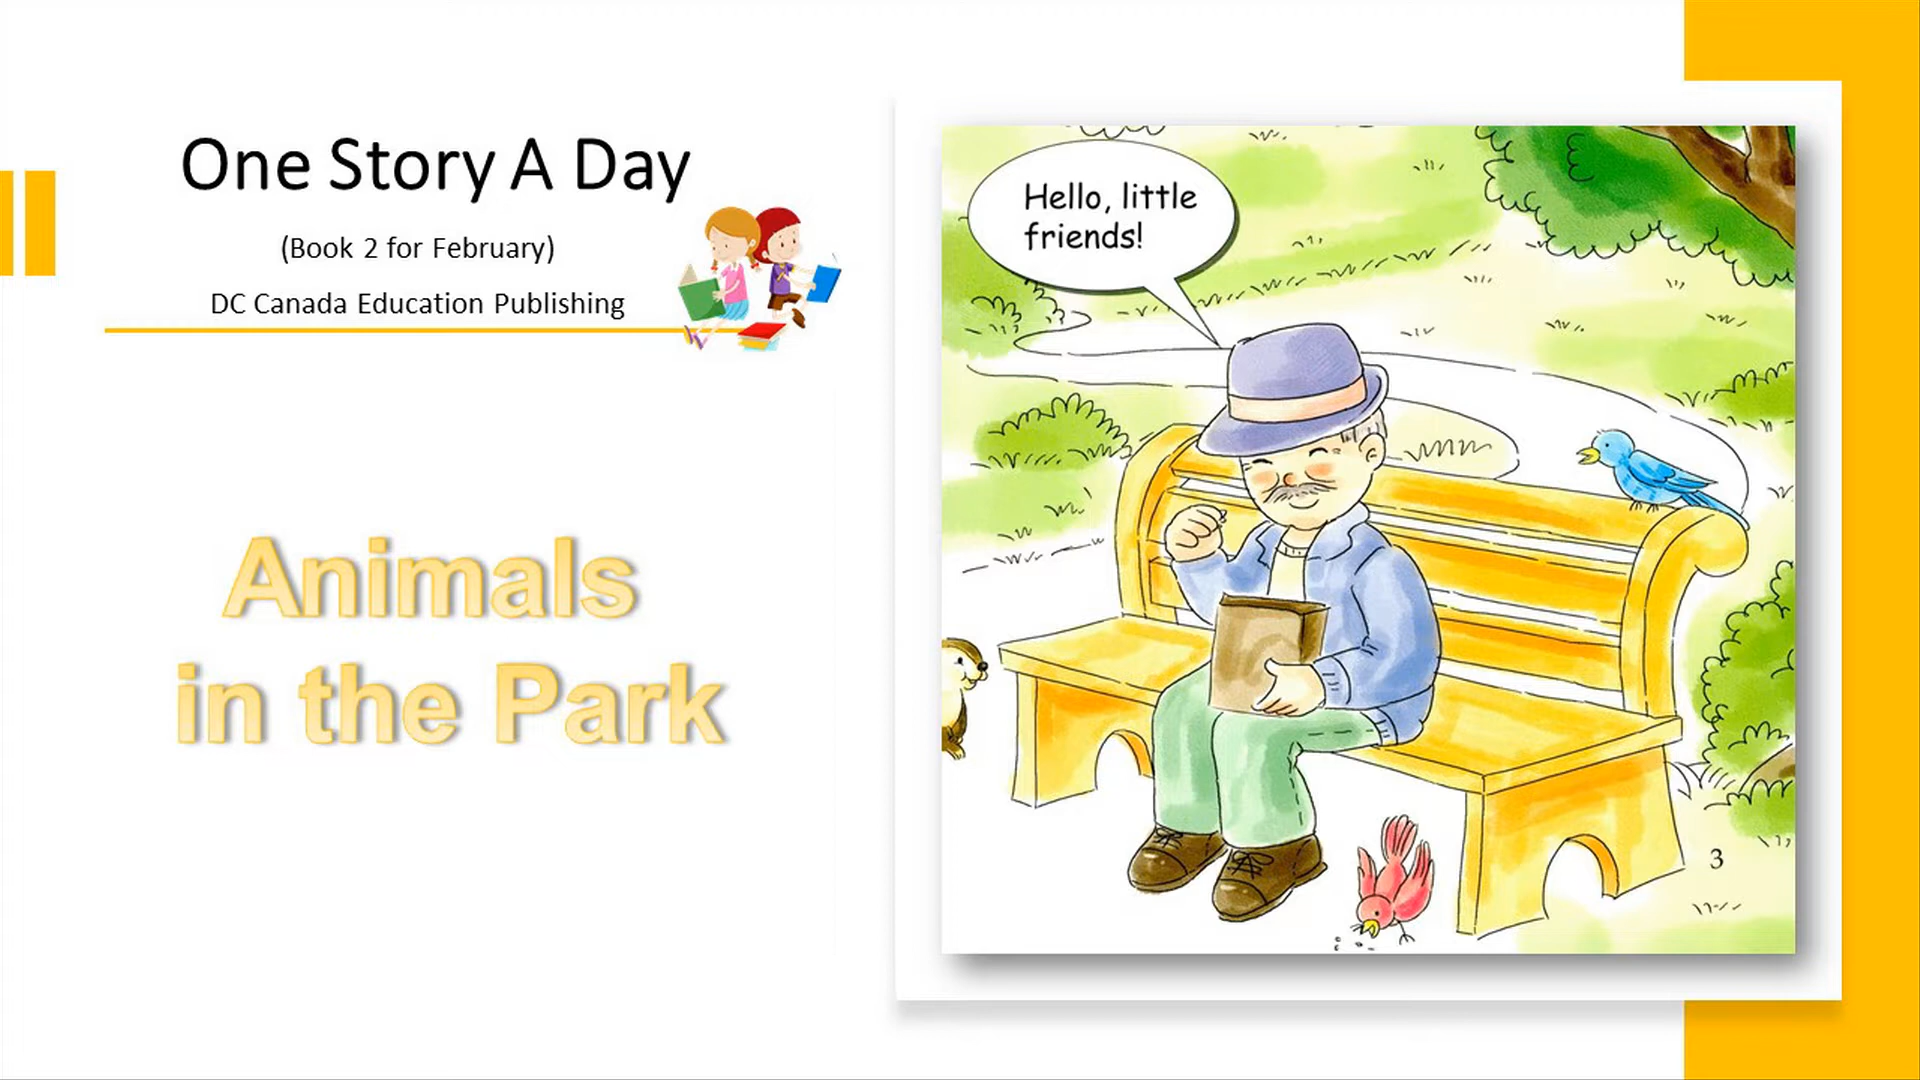 One Story A Day
(Book 2 for February)
DC Canada Education Publishing
Animals
in the Park
Hello, little
friends!
3